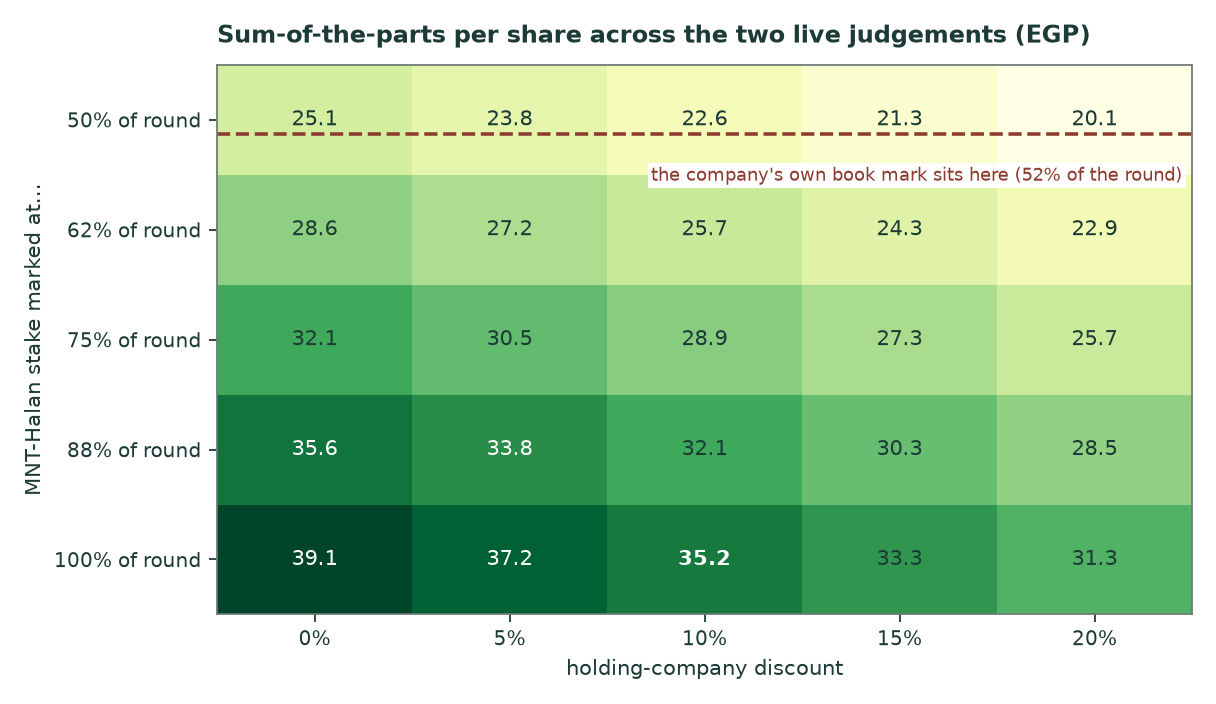 Sum-of-the-parts per share across the two live judgements (EGP)
MNT-Halan stake marked at...
50% of round 25.1 23.8 22.6 21.3 20.1
the company's own book mark sits here (52% of the round)
62% of round 28.6 27.2 25.7 24.3 22.9
75% of round 32.1 30.5 28.9 27.3 25.7
88% of round 35.6 33.8 32.1 30.3 28.5
100% of round 39.1 37.2 35.2 33.3 31.3
0% 5% 10% 15% 20%
holding-company discount